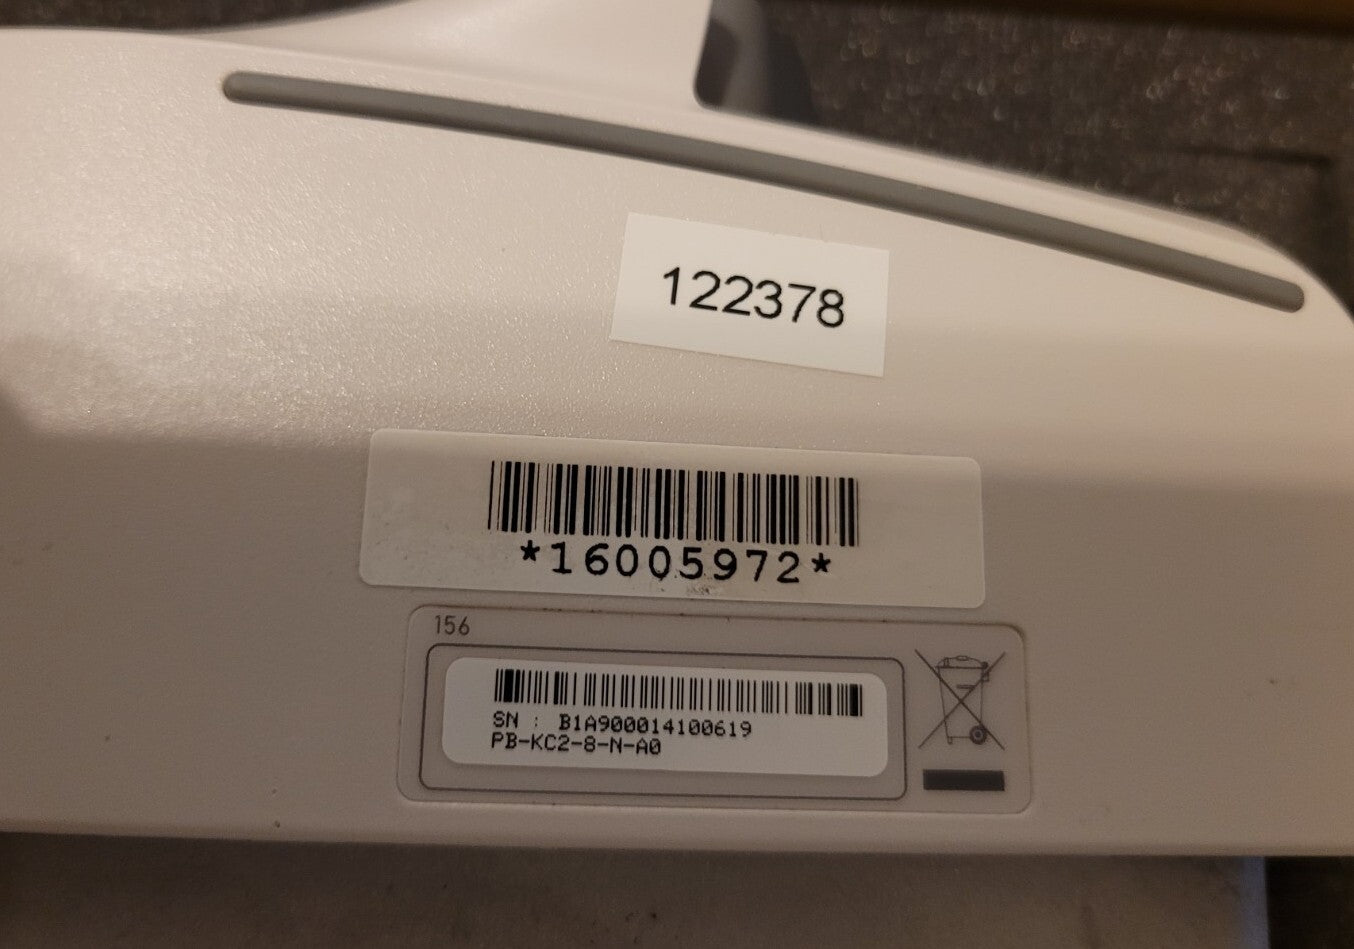 122378
*16005972*
156
SN : B1A900014100619
PB-KC2-8-N-A0